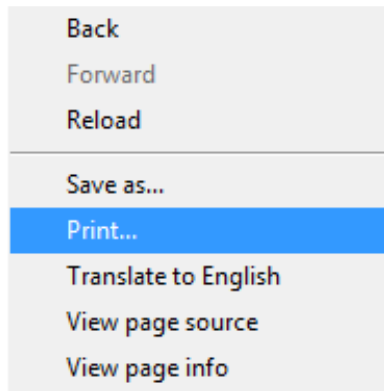 Back
Forward
Reload
Save as...
Print...
Translate to English
View page source
View page info